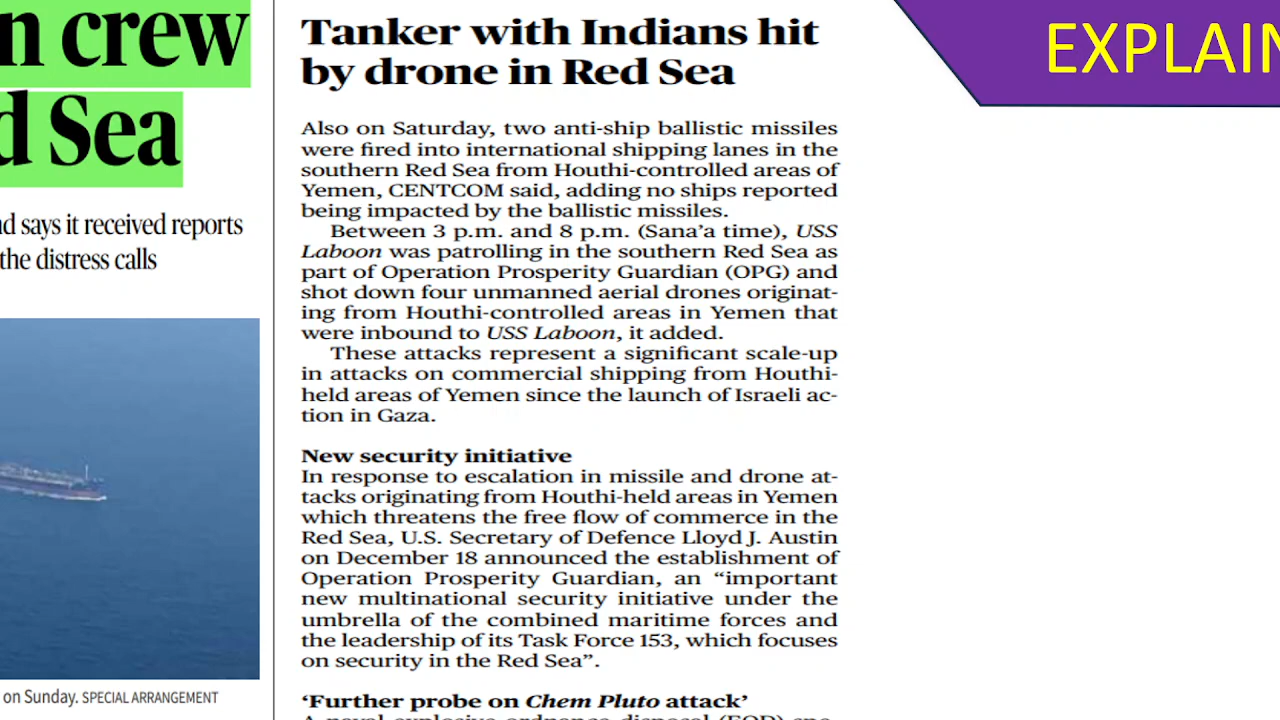 n crew
d Sea
nd says it received reports
the distress calls
on Sunday. SPECIAL ARRANGEMENT
Tanker with Indians hit
by drone in Red Sea
Also on Saturday, two anti-ship ballistic missiles
were fired into international shipping lanes in the
southern Red Sea from Houthi-controlled areas of
Yemen, CENTCOM said, adding no ships reported
being impacted by the ballistic missiles.
Between 3 p.m. and 8 p.m. (Sana’a time), USS
Laboon was patrolling in the southern Red Sea as
part of Operation Prosperity Guardian (OPG) and
shot down four unmanned aerial drones originat-
ing from Houthi-controlled areas in Yemen that
were inbound to USS Laboon, it added.
These attacks represent a significant scale-up
in attacks on commercial shipping from Houthi-
held areas of Yemen since the launch of Israeli ac-
tion in Gaza.
New security initiative
In response to escalation in missile and drone at-
tacks originating from Houthi-held areas in Yemen
which threatens the free flow of commerce in the
Red Sea, U.S. Secretary of Defence Lloyd J. Austin
on December 18 announced the establishment of
Operation Prosperity Guardian, an “important
new multinational security initiative under the
umbrella of the combined maritime forces and
the leadership of its Task Force 153, which focuses
on security in the Red Sea”.
‘Further probe on Chem Pluto attack’
A naval explosive ordnance disposal (EOD) spe-
EXPLAIN